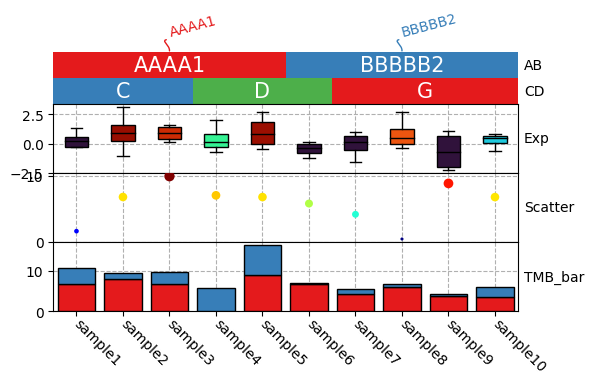 AAAA1 BBBBB2
AAAA1 BBBBB2 AB
C D G CD
2.5
0.0
−2.5
Exp
10
0
Scatter
10
0
TMB_bar
sample1 sample2 sample3 sample4 sample5 sample6 sample7 sample8 sample9 sample10